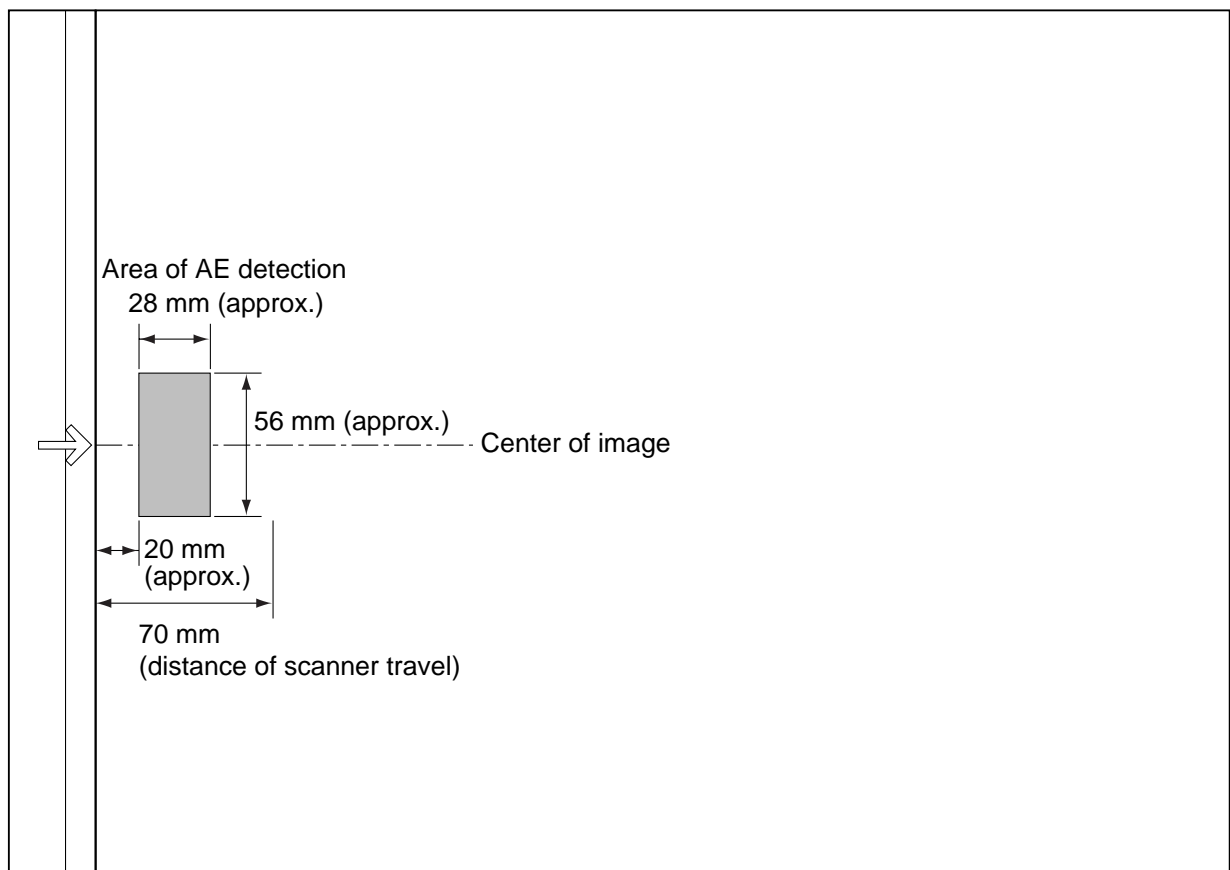 Area of AE detection
28 mm (approx.)
56 mm (approx.)
Center of image
20 mm
(approx.)
70 mm
(distance of scanner travel)